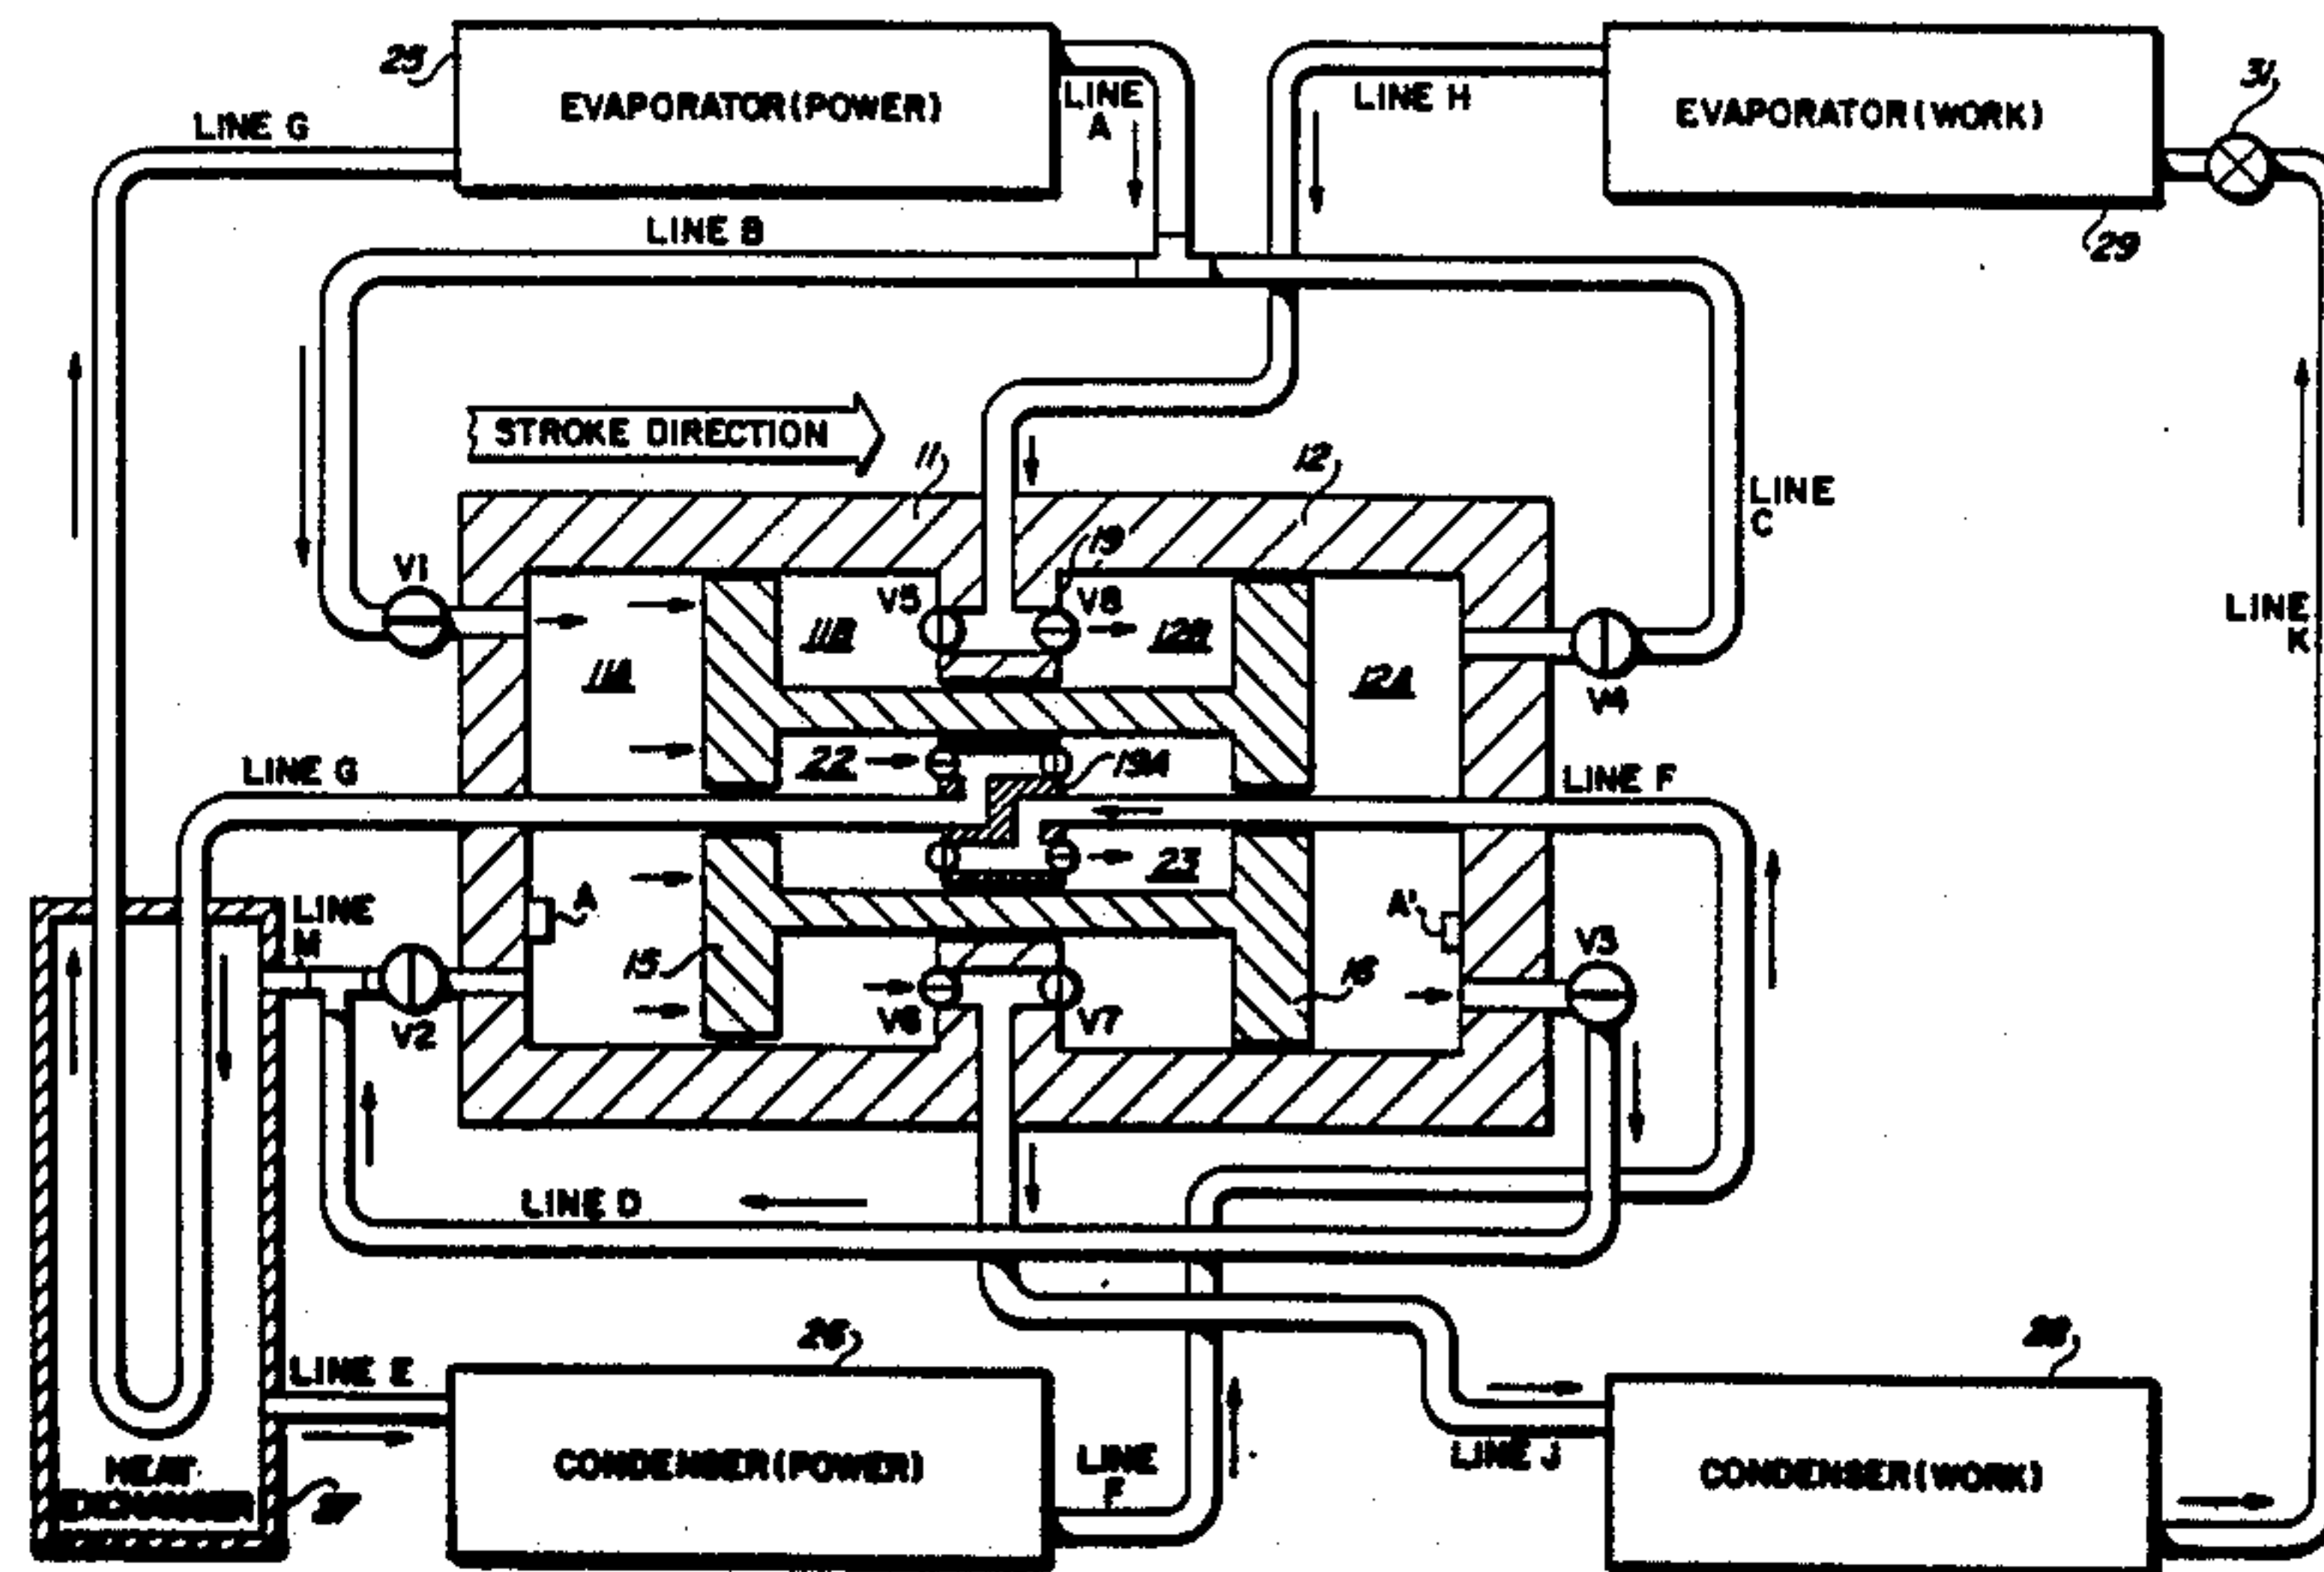 25
EVAPORATOR (POWER)
LINE
A
LINE H
EVAPORATOR (WORK)
31
29
LINE G
LINE B
STROKE DIRECTION
11
12
LINE
C
LINE
K
V1
V5
19
V8
11B
12B
11A
12A
V4
22
19A
LINE G
LINE F
23
A
A'
LINE
M
V2
15
V6
V7
16
V3
LINE D
26
LINE E
CONDENSER (POWER)
LINE
F
LINE J
CONDENSER (WORK)
HEAT
EXCHANGER
27